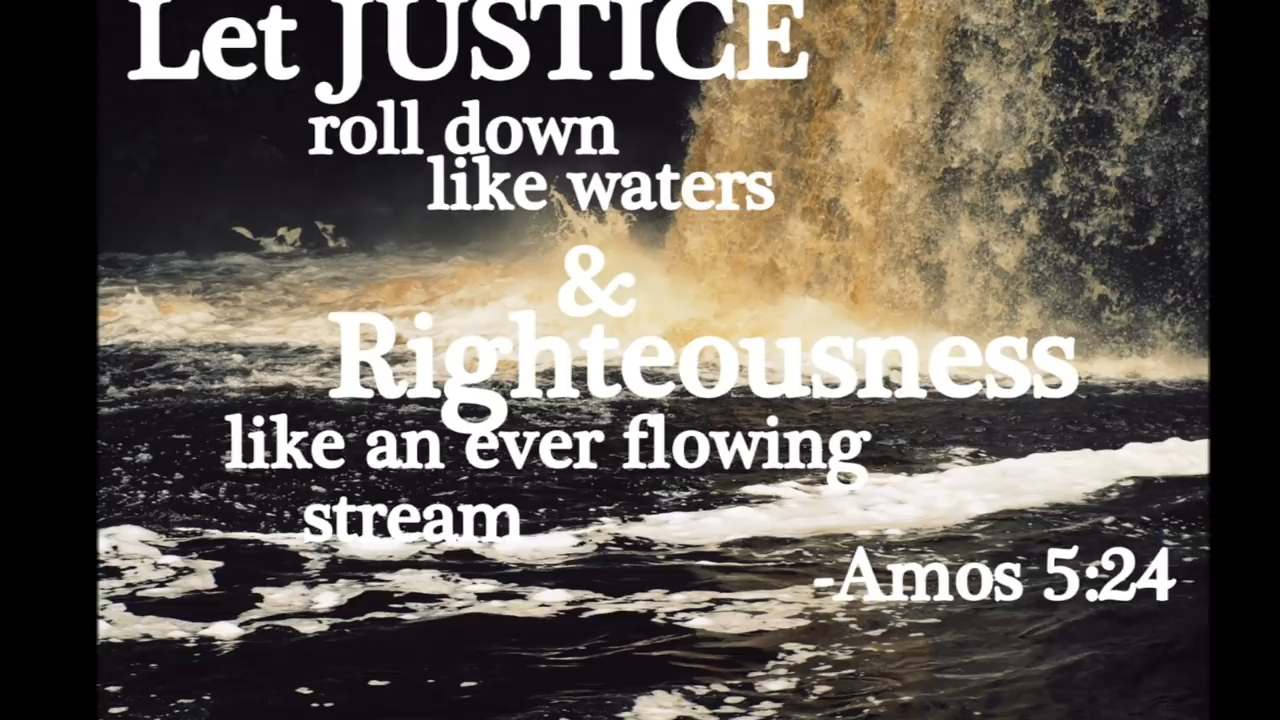 Let JUSTICE
roll down
like waters
&
Righteousness
like an ever flowing
stream
-Amos 5:24